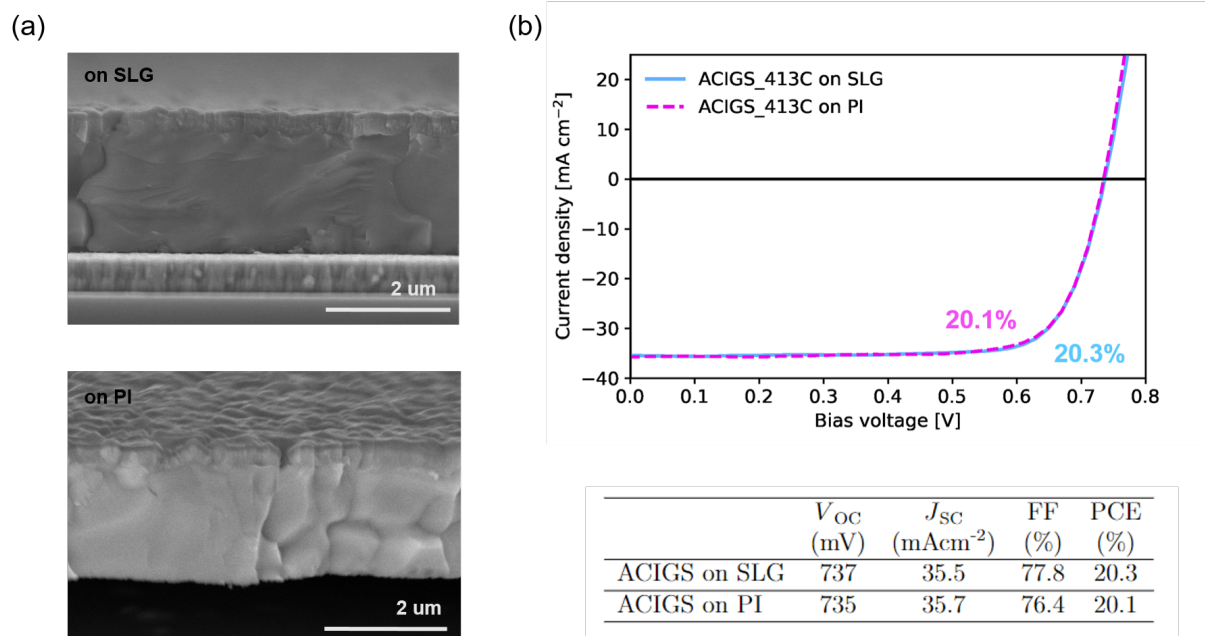 (a)
on SLG
2 um
on PI
2 um
(b)
ACIGS_413C on SLG
ACIGS_413C on PI
Current density [mA cm⁻²]
20
10
0
−10
−20
−30
−40
20.1%
20.3%
0.0 0.1 0.2 0.3 0.4 0.5 0.6 0.7 0.8
Bias voltage [V]
V_OC J_SC FF PCE
(mV) (mAcm⁻²) (%) (%)
ACIGS on SLG 737 35.5 77.8 20.3
ACIGS on PI 735 35.7 76.4 20.1